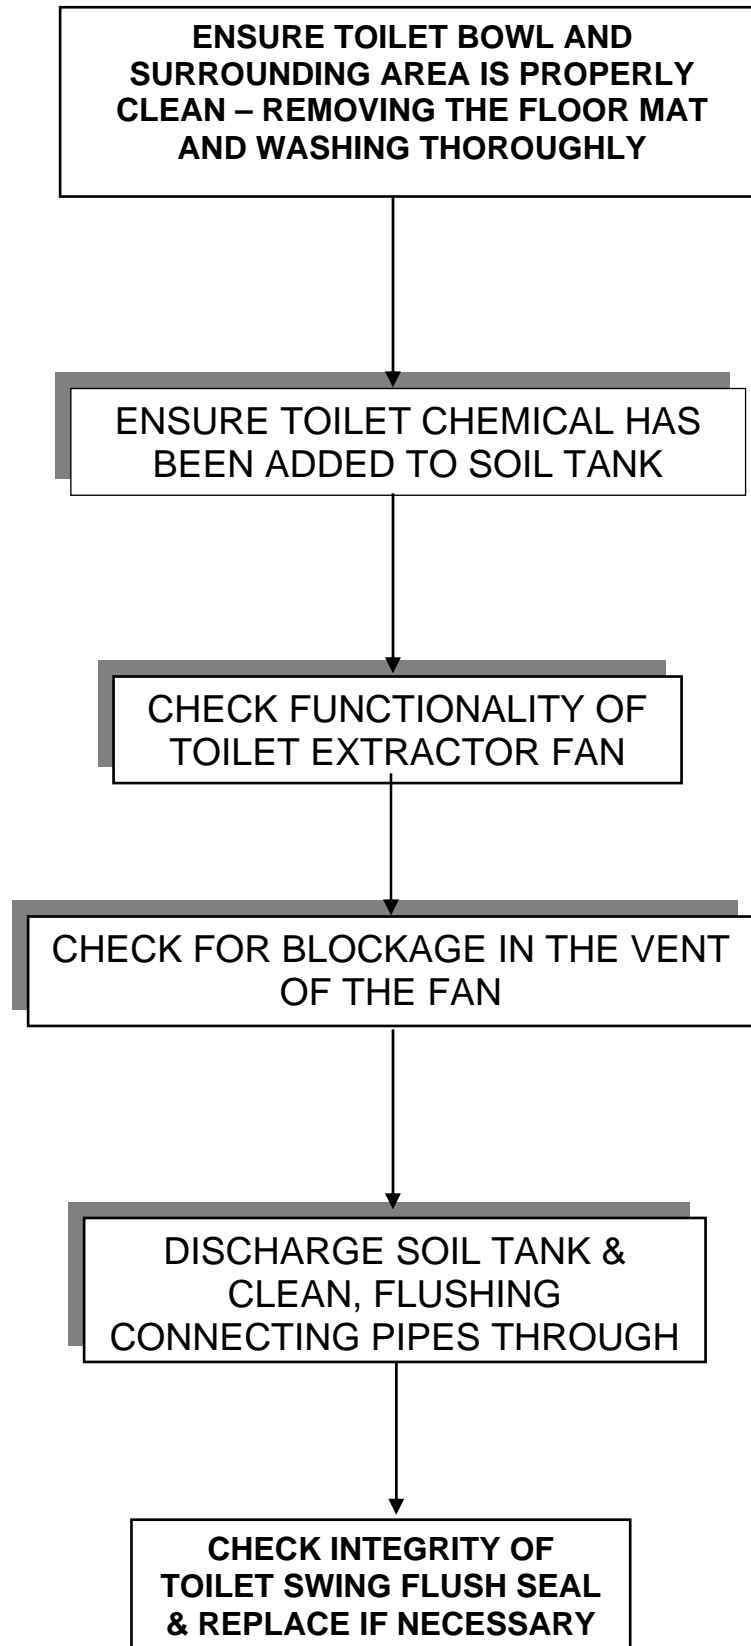 ENSURE TOILET BOWL AND
SURROUNDING AREA IS PROPERLY
CLEAN – REMOVING THE FLOOR MAT
AND WASHING THOROUGHLY
ENSURE TOILET CHEMICAL HAS
BEEN ADDED TO SOIL TANK
CHECK FUNCTIONALITY OF
TOILET EXTRACTOR FAN
CHECK FOR BLOCKAGE IN THE VENT
OF THE FAN
DISCHARGE SOIL TANK &
CLEAN, FLUSHING
CONNECTING PIPES THROUGH
CHECK INTEGRITY OF
TOILET SWING FLUSH SEAL
& REPLACE IF NECESSARY